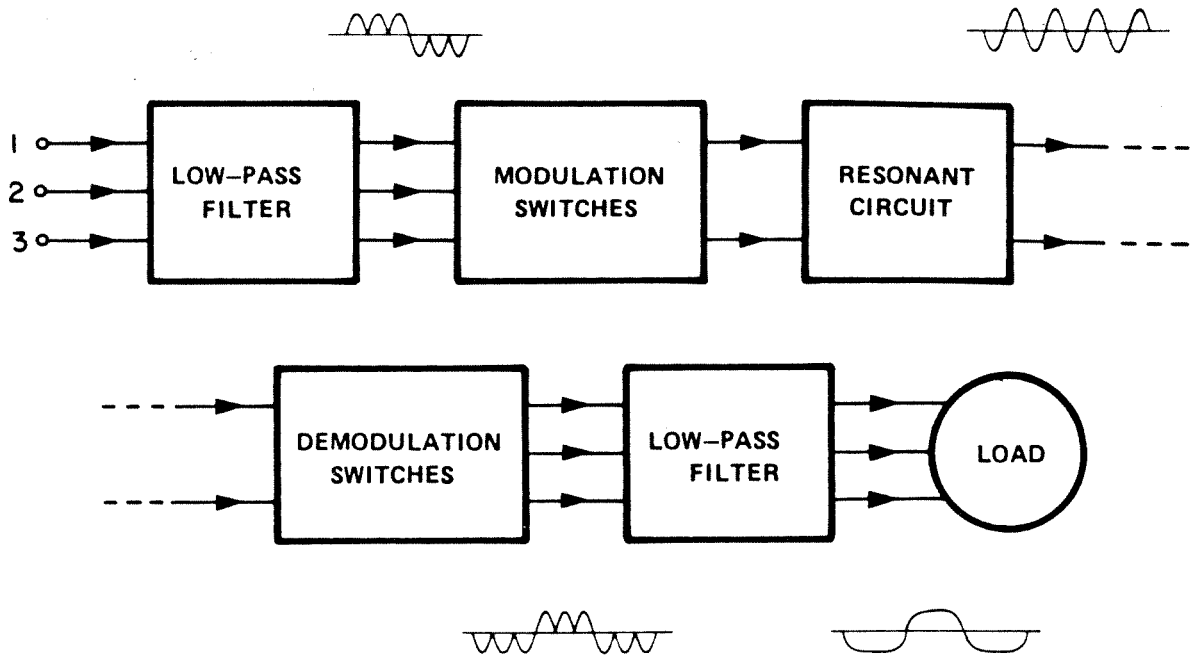 1
2
3
LOW-PASS
FILTER
MODULATION
SWITCHES
RESONANT
CIRCUIT
DEMODULATION
SWITCHES
LOW-PASS
FILTER
LOAD